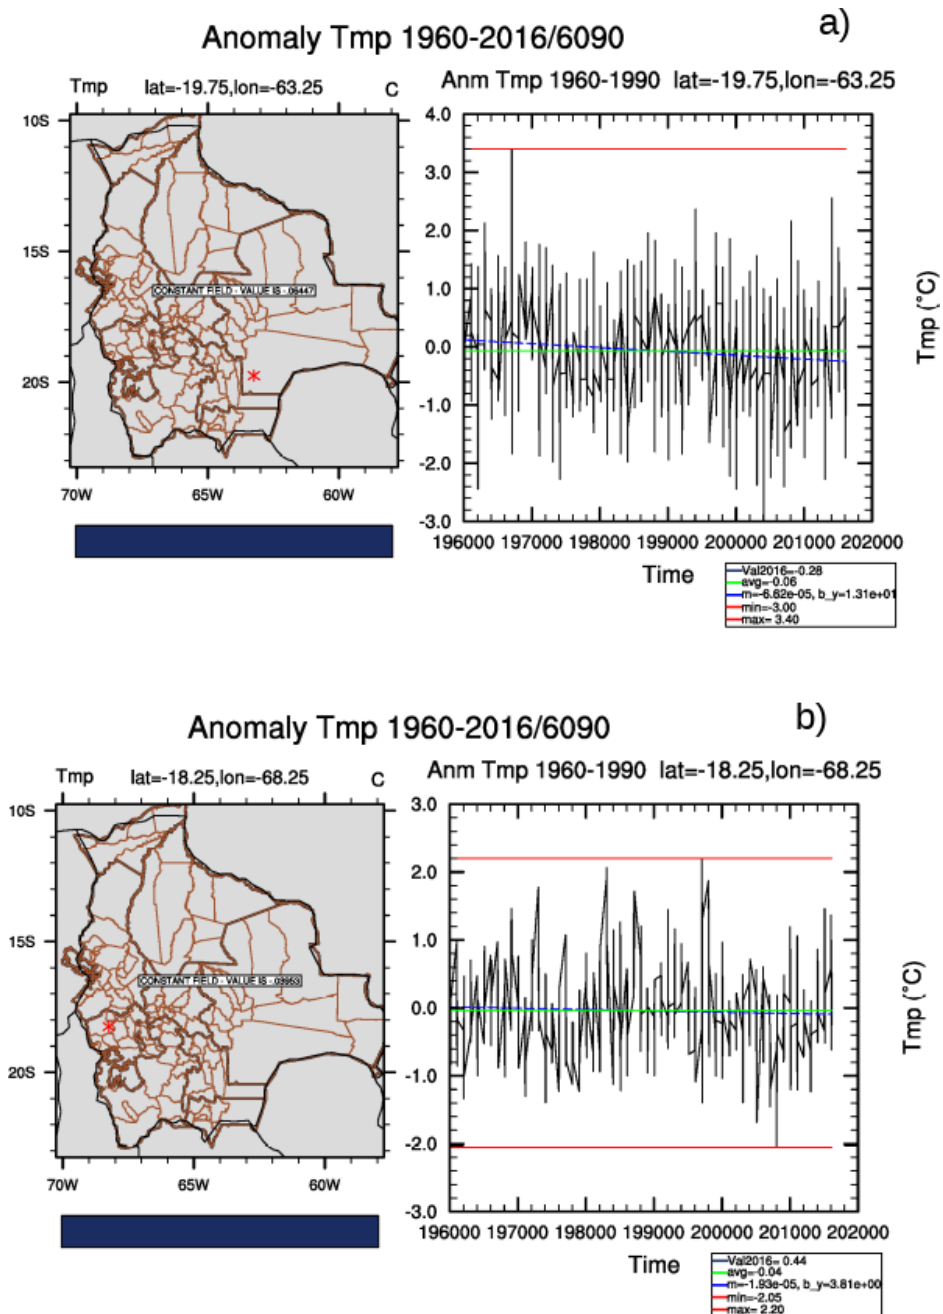 a)
Anomaly Tmp 1960-2016/6090
Tmp lat=-19.75,lon=-63.25 C
Anm Tmp 1960-1990 lat=-19.75,lon=-63.25
10S
15S
20S
70W 65W 60W
CONSTANT FIELD - VALUE IS -.06447
4.0
3.0
2.0
1.0
0.0
-1.0
-2.0
-3.0
196000 197000 198000 199000 200000 201000 202000
Tmp (°C)
Time
Val2016=-0.28
avg=-0.06
m=-6.62e-05, b_y=1.31e+01
min=-3.00
max= 3.40
b)
Anomaly Tmp 1960-2016/6090
Tmp lat=-18.25,lon=-68.25 C
Anm Tmp 1960-1990 lat=-18.25,lon=-68.25
10S
15S
20S
70W 65W 60W
CONSTANT FIELD - VALUE IS -.03953
3.0
2.0
1.0
0.0
-1.0
-2.0
-3.0
196000 197000 198000 199000 200000 201000 202000
Tmp (°C)
Time
Val2016= 0.44
avg=-0.04
m=-1.93e-05, b_y=3.81e+00
min=-2.05
max= 2.20